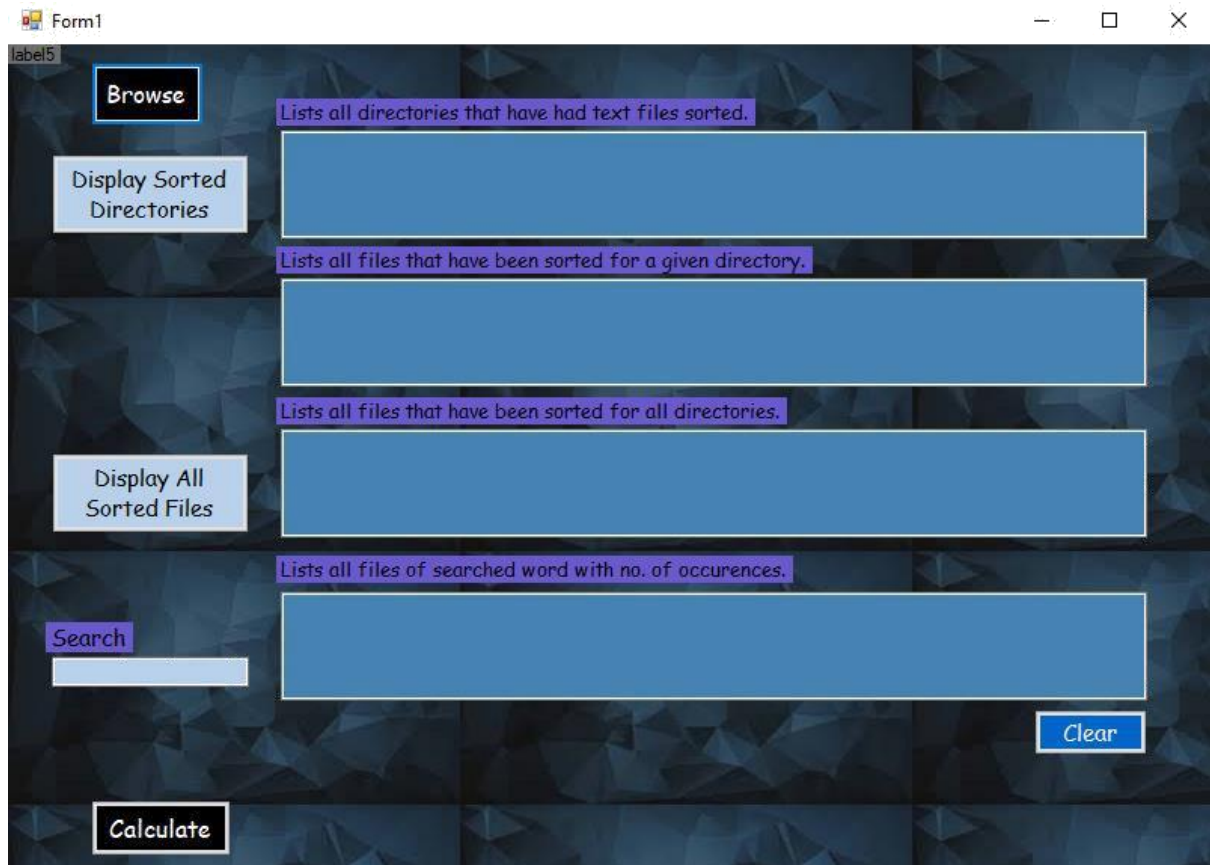 Form1
label5
Browse
Lists all directories that have had text files sorted.
Display Sorted
Directories
Lists all files that have been sorted for a given directory.
Lists all files that have been sorted for all directories.
Display All
Sorted Files
Lists all files of searched word with no. of occurences.
Search
Clear
Calculate